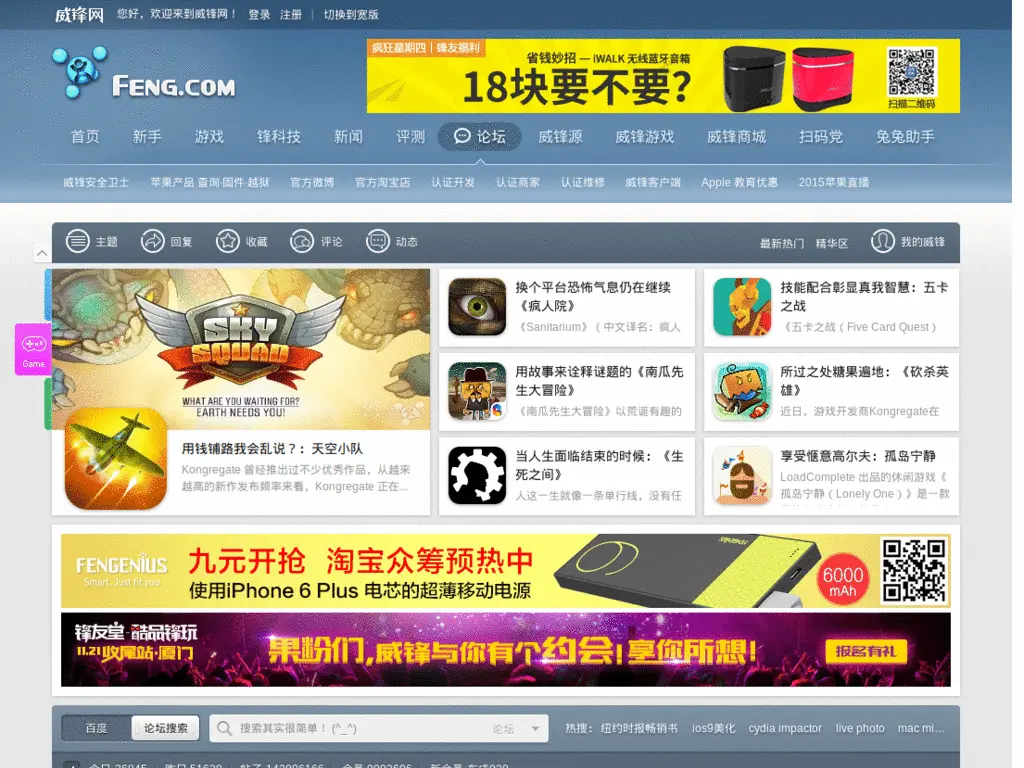 威锋网 您好，欢迎来到威锋网！ 登录 注册 | 切换到宽版
FENG.COM
疯狂星期四 | 锋友福利
省钱妙招 — iWALK 无线蓝牙音箱
18块要不要？
扫描二维码
首页 新手 游戏 锋科技 新闻 评测 论坛 威锋源 威锋游戏 威锋商城 扫码党 兔兔助手
威锋安全卫士 苹果产品 查询·固件·越狱 官方微博 官方淘宝店 认证开发 认证商家 认证维修 威锋客户端 Apple 教育优惠 2015苹果直播
主题 回复 收藏 评论 动态 最新热门 精华区 我的威锋
Game
SKY
SQUAD
WHAT ARE YOU WAITING FOR?
EARTH NEEDS YOU!
用钱铺路我会乱说？：天空小队
Kongregate 曾经推出过不少优秀作品，从越来
越高的新作发布频率来看，Kongregate 正在...
换个平台恐怖气息仍在继续
《疯人院》
《Sanitarium》（中文译名：疯人
技能配合彰显真我智慧：五卡
之战
《五卡之战（Five Card Quest）
用故事来诠释谜题的《南瓜先
生大冒险》
《南瓜先生大冒险》以荒诞有趣的
所过之处糖果遍地：《砍杀英
雄》
近日，游戏开发商Kongregate在
当人生面临结束的时候：《生
死之间》
人这一生就像一条单行线，没有任
享受惬意高尔夫：孤岛宁静
LoadComplete 出品的休闲游戏《
孤岛宁静（Lonely One）》是一款
FENGENIUS
Smart, Just fit you
九元开抢 淘宝众筹预热中
使用iPhone 6 Plus 电芯的超薄移动电源
FENGENIUS
6000
mAh
锋友堂·酷品锋玩
11.21收尾站·厦门
果粉们,威锋与你有个约会!享你所想!
报名有礼
百度 论坛搜索 搜索其实很简单！ (^_^) 论坛 热搜： 纽约时报畅销书 ios9美化 cydia impactor live photo mac mi...